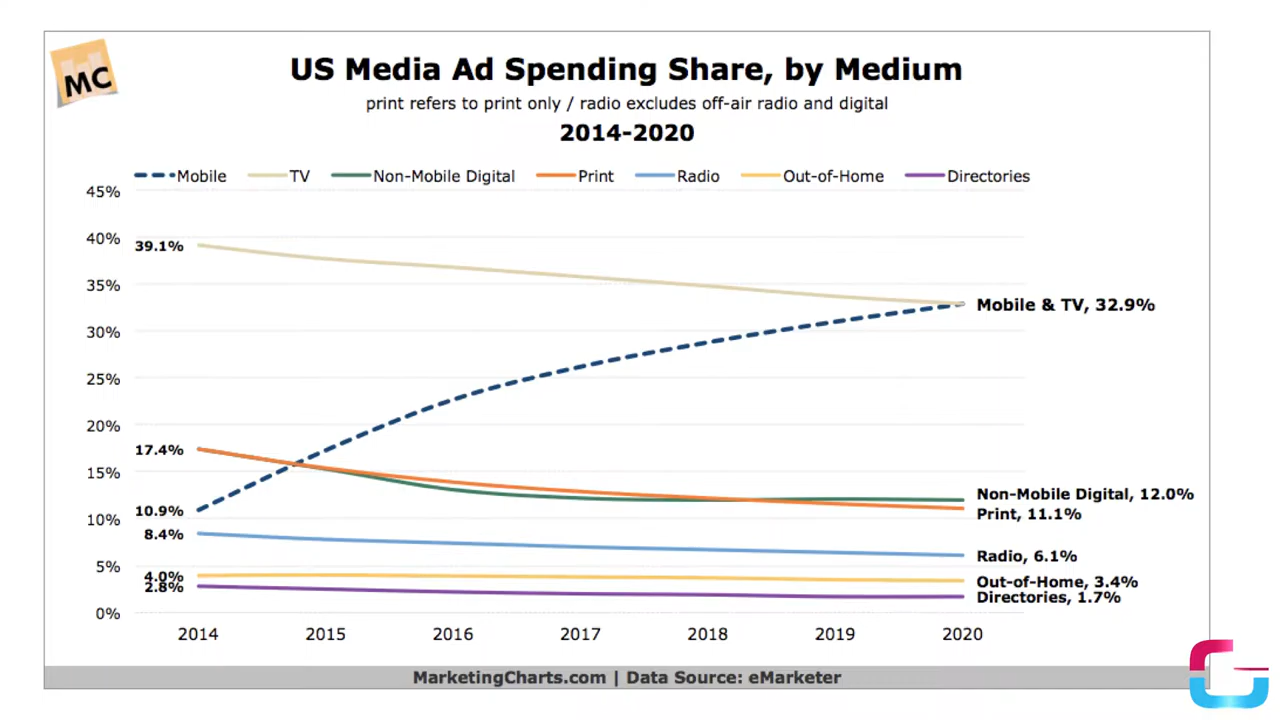 MC
US Media Ad Spending Share, by Medium
print refers to print only / radio excludes off-air radio and digital
2014-2020
Mobile TV Non-Mobile Digital Print Radio Out-of-Home Directories
45%
40%
39.1%
35%
Mobile & TV, 32.9%
30%
25%
20%
17.4%
15%
Non-Mobile Digital, 12.0%
10.9%
Print, 11.1%
10%
8.4%
Radio, 6.1%
5%
4.0%
Out-of-Home, 3.4%
2.8%
Directories, 1.7%
0%
2014 2015 2016 2017 2018 2019 2020
MarketingCharts.com | Data Source: eMarketer